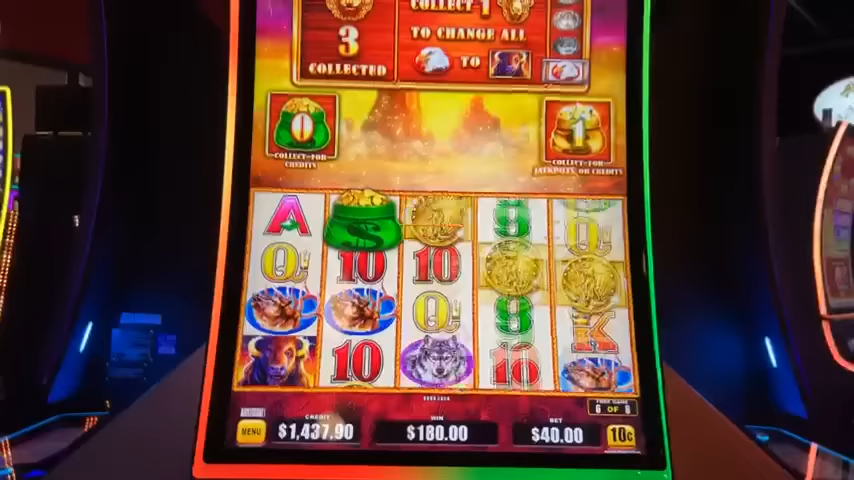 COLLECT 1
3
TO CHANGE ALL
COLLECTED
TO
0
1
COLLECT FOR
CREDITS
COLLECT FOR
JACKPOTS OR CREDITS
A
$
9
Q
Q
10
10
Q
9
K
10
10
MENU
CREDIT
$1,437.90
WIN
$180.00
BET
$40.00
FREE GAME
6 OF 8
10¢